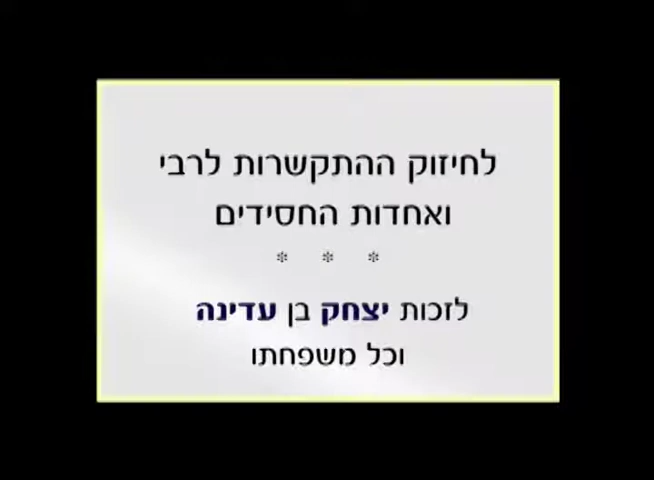 לחיזוק ההתקשרות לרבי
ואחדות החסידים
* * *
לזכות יצחק בן עדינה
וכל משפחתו